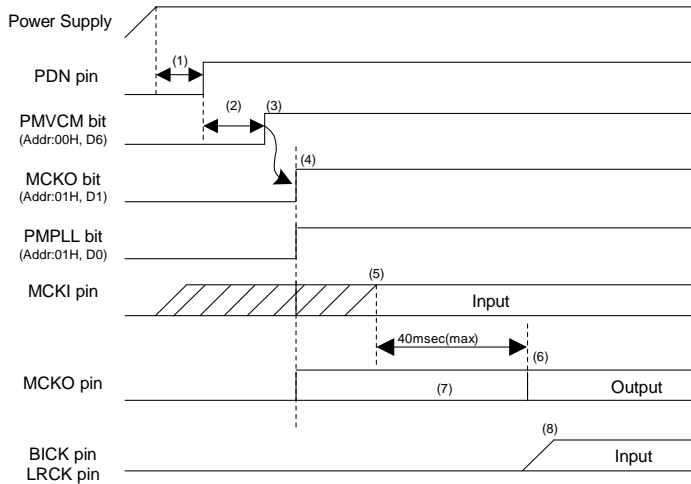 Power Supply
(1)
PDN pin
(2)
(3)
PMVCM bit
(Addr:00H, D6)
(4)
MCKO bit
(Addr:01H, D1)
PMPLL bit
(Addr:01H, D0)
(5)
MCKI pin
Input
40msec(max)
(6)
MCKO pin
(7)
Output
(8)
BICK pin
LRCK pin
Input